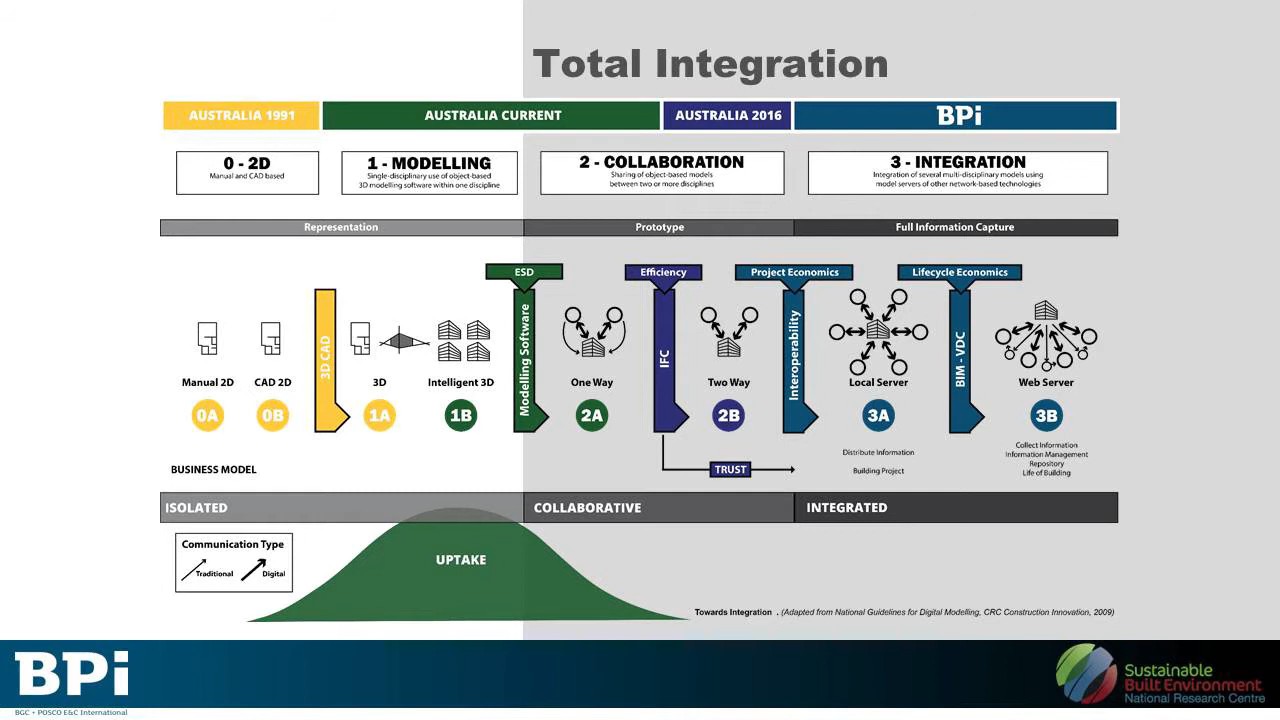 Total Integration
AUSTRALIA 1991
AUSTRALIA CURRENT
AUSTRALIA 2016
BPi
0 - 2D
Manual and CAD based
1 - MODELLING
Single-disciplinary use of object-based
3D modelling software within one discipline
2 - COLLABORATION
Sharing of object-based models
between two or more disciplines
3 - INTEGRATION
Integration of several multi-disciplinary models using
model servers of other network-based technologies
Representation
Prototype
Full Information Capture
ESD
Efficiency
Project Economics
Lifecycle Economics
3D CAD
Modelling Software
IFC
Interoperability
BIM - VDC
Manual 2D
CAD 2D
3D
Intelligent 3D
One Way
Two Way
Local Server
Web Server
0A
0B
1A
1B
2A
2B
3A
3B
Distribute Information
Building Project
Collect Information
Information Management
Repository
Life of Building
BUSINESS MODEL
TRUST
ISOLATED
COLLABORATIVE
INTEGRATED
Communication Type
Traditional
Digital
UPTAKE
Towards Integration . (Adapted from National Guidelines for Digital Modelling, CRC Construction Innovation, 2009)
BPi
BGC + POSCO E&C International
Sustainable
Built Environment
National Research Centre